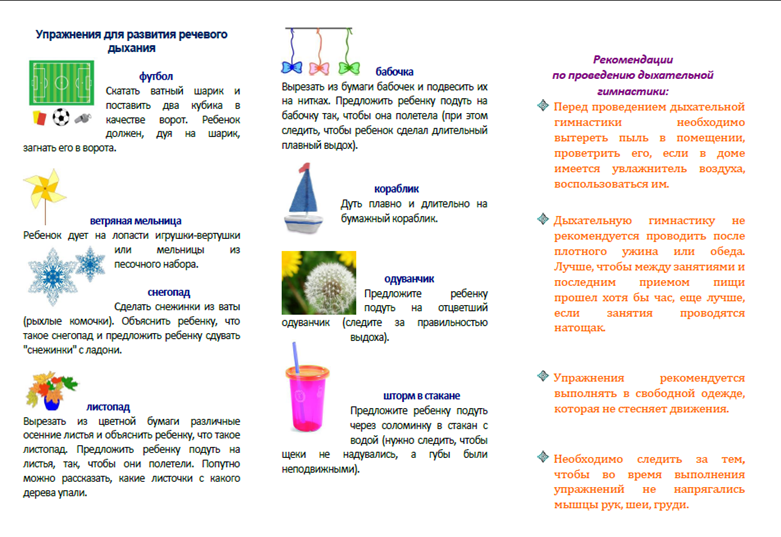 Упражнения для развития речевого
дыхания
футбол
Скатать ватный шарик и
поставить два кубика в
качестве ворот. Ребенок
должен, дуя на шарик,
загнать его в ворота.
ветряная мельница
Ребенок дует на лопасти игрушки-вертушки
или мельницы из
песочного набора.
снегопад
Сделать снежинки из ваты
(рыхлые комочки). Объяснить ребенку, что
такое снегопад и предложить ребенку сдувать
"снежинки" с ладони.
листопад
Вырезать из цветной бумаги различные
осенние листья и объяснить ребенку, что такое
листопад. Предложить ребенку подуть на
листья, так, чтобы они полетели. Попутно
можно рассказать, какие листочки с какого
дерева упали.
бабочка
Вырезать из бумаги бабочек и подвесить их
на нитках. Предложить ребенку подуть на
бабочку так, чтобы она полетела (при этом
следить, чтобы ребенок сделал длительный
плавный выдох).
кораблик
Дуть плавно и длительно на
бумажный кораблик.
одуванчик
Предложите ребенку
подуть на отцветший
одуванчик (следите за правильностью
выдоха).
шторм в стакане
Предложите ребенку подуть
через соломинку в стакан с
водой (нужно следить, чтобы
щеки не надувались, а губы были
неподвижными).
Рекомендации
по проведению дыхательной
гимнастики:
Перед проведением дыхательной
гимнастики необходимо
вытереть пыль в помещении,
проветрить его, если в доме
имеется увлажнитель воздуха,
воспользоваться им.
Дыхательную гимнастику не
рекомендуется проводить после
плотного ужина или обеда.
Лучше, чтобы между занятиями и
последним приемом пищи
прошел хотя бы час, еще лучше,
если занятия проводятся
натощак.
Упражнения рекомендуется
выполнять в свободной одежде,
которая не стесняет движения.
Необходимо следить за тем,
чтобы во время выполнения
упражнений не напрягались
мышцы рук, шеи, груди.